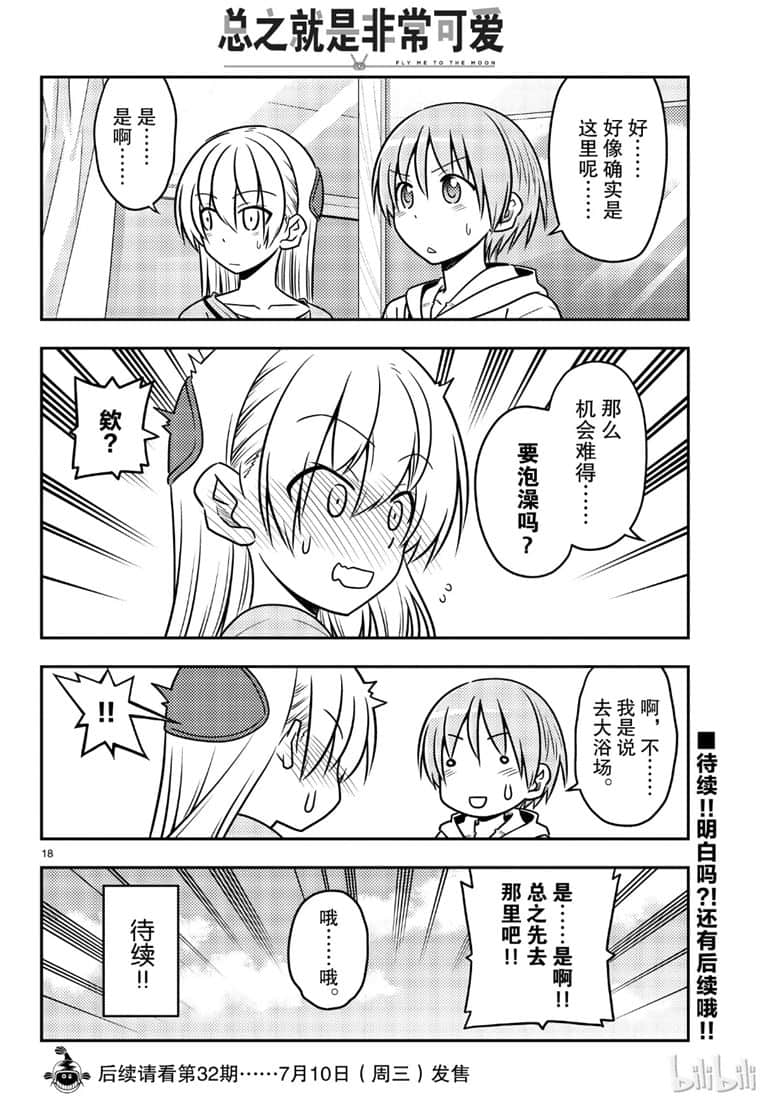 总之就是非常可爱
FLY ME TO THE MOON
好……
好像确实是
这里呢……
是……
是啊……
那么
机会难得……
要泡澡吗？
欸？
啊，不……
我是说
去大浴场。
!!
18
是……是啊!!
总之先去
那里吧!!
哦……哦。
待续!!
■待续!!明白吗?!还有后续哦!!
后续请看第32期……7月10日（周三）发售
bilibili